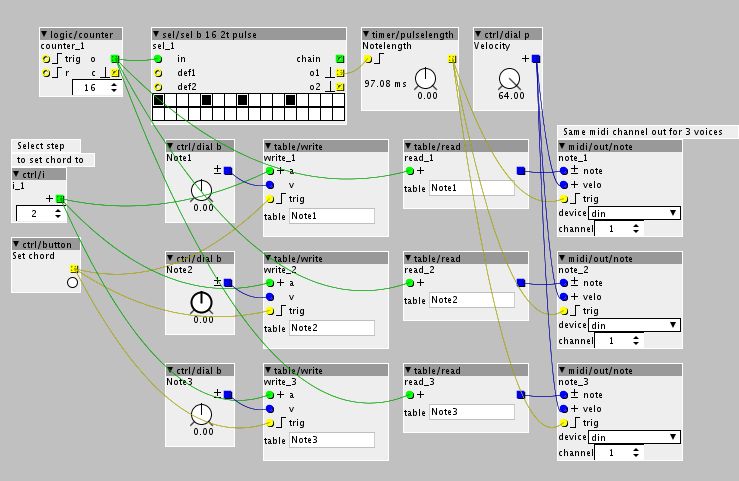 logic/counter
counter_1
trig o
r c
16
sel/sel b 16 2t pulse
sel_1
in chain
def1 o1
def2 o2
timer/pulselength
Notelength
97.08 ms
0.00
ctrl/dial p
Velocity
+
64.00
Select step
to set chord to
ctrl/i
i_1
+
2
ctrl/button
Set chord
ctrl/dial b
Note1
±
0.00
table/write
write_1
+ a
v
trig
table Note1
table/read
read_1
+
table Note1
Same midi channel out for 3 voices
midi/out/note
note_1
± note
+ velo
trig
device din
channel 1
ctrl/dial b
Note2
±
0.00
table/write
write_2
+ a
v
trig
table Note2
table/read
read_2
+
table Note2
midi/out/note
note_2
± note
+ velo
trig
device din
channel 1
ctrl/dial b
Note3
±
0.00
table/write
write_3
+ a
v
trig
table Note3
table/read
read_3
+
table Note3
midi/out/note
note_3
± note
+ velo
trig
device din
channel 1